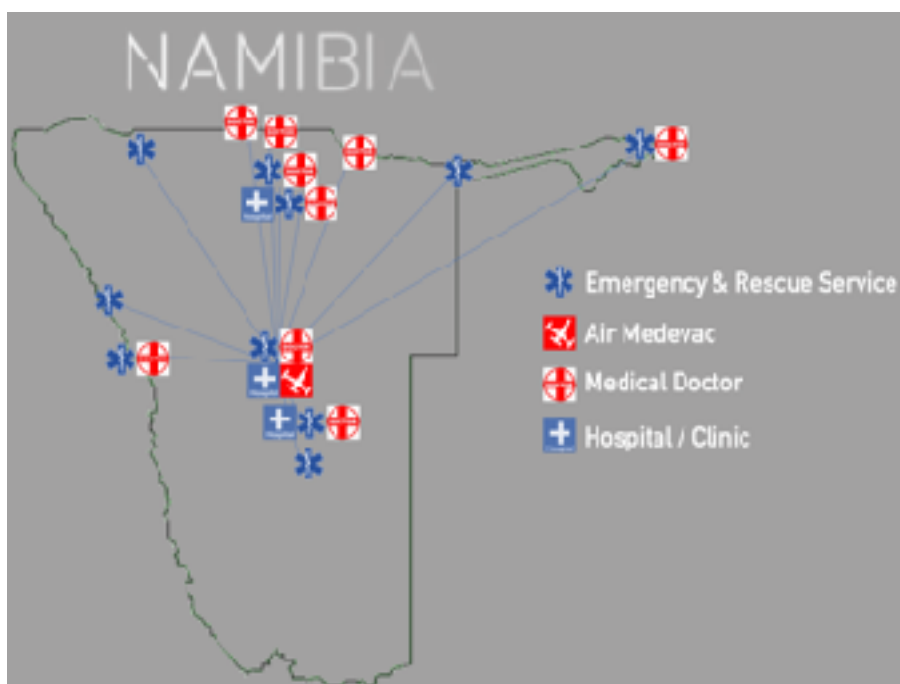 NAMIBIA
Emergency & Rescue Service
Air Medevac
Medical Doctor
Hospital / Clinic